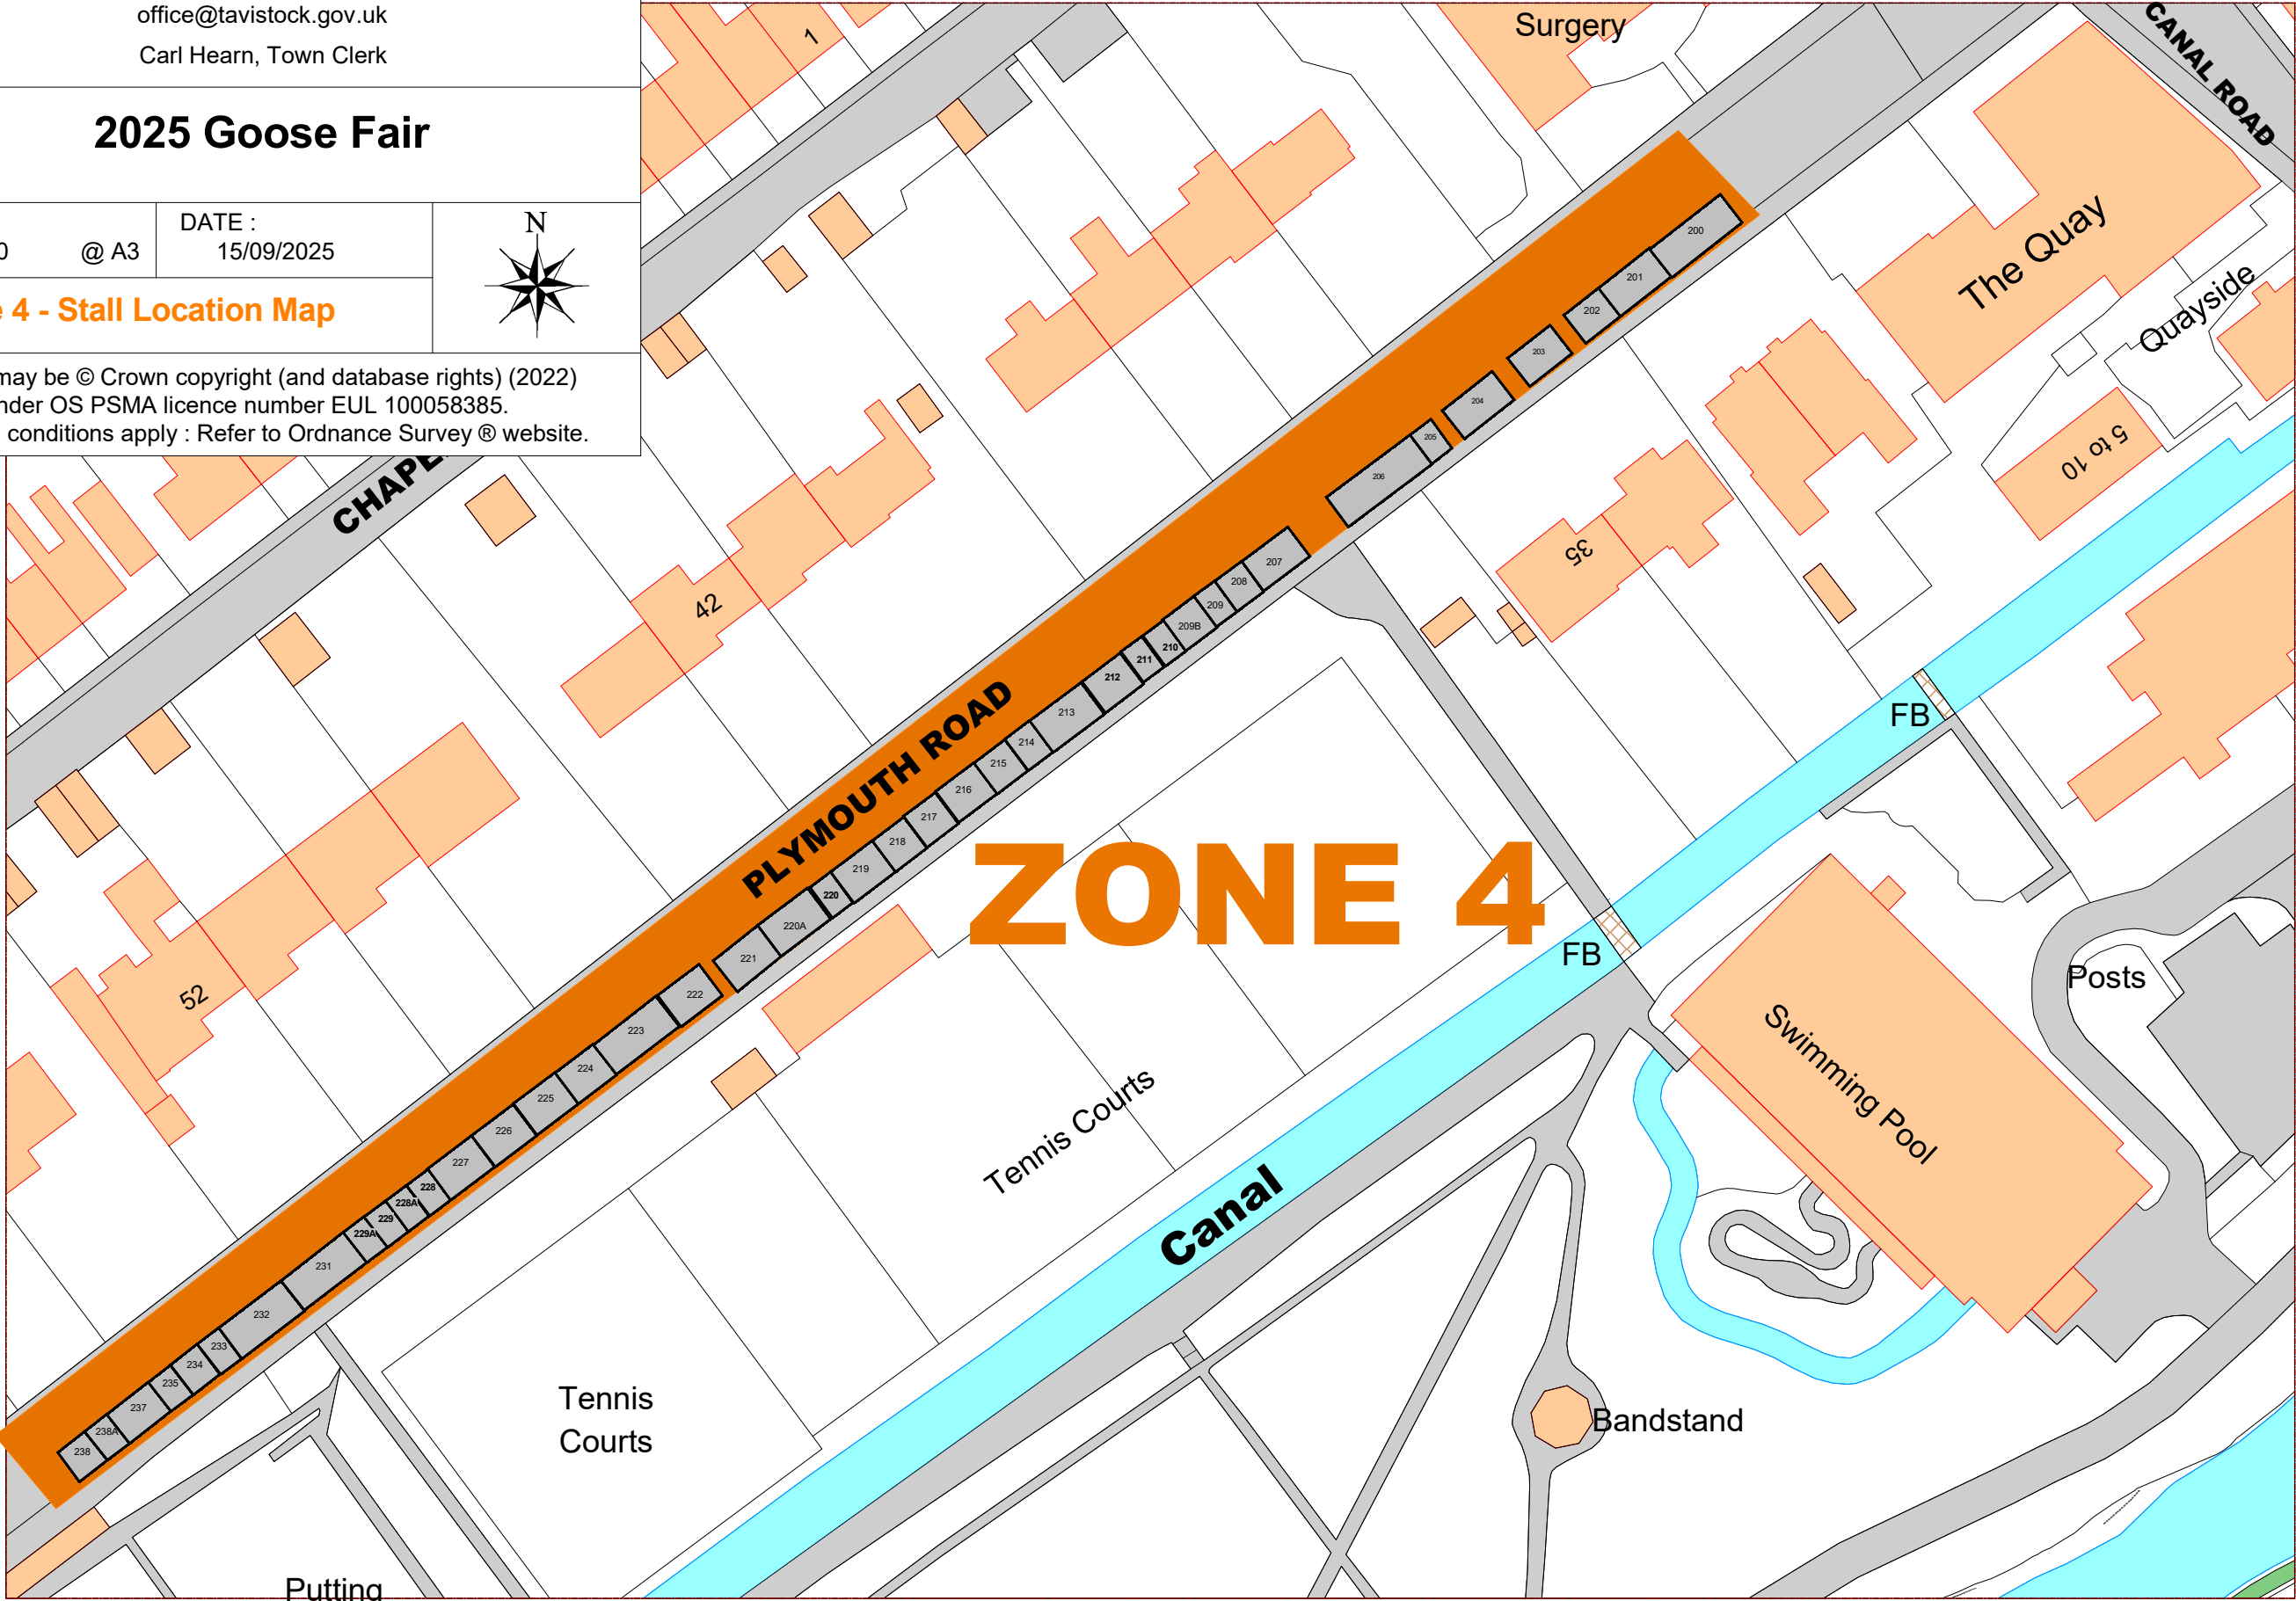 office@tavistock.gov.uk
Carl Hearn, Town Clerk
2025 Goose Fair
0 @ A3
DATE :
15/09/2025
N
4 - Stall Location Map
may be © Crown copyright (and database rights) (2022)
nder OS PSMA licence number EUL 100058385.
conditions apply : Refer to Ordnance Survey ® website.
1
Surgery
CANAL ROAD
The Quay
Quayside
5 to 10
35
CHAPE
42
52
PLYMOUTH ROAD
ZONE 4
200
201
202
203
204
205
206
207
208
209
209B
210
211
212
213
214
215
216
217
218
219
220
220A
221
222
223
224
225
226
227
228
228A
229
229A
231
232
233
234
235
237
238A
238
FB
FB
Posts
Swimming Pool
Tennis Courts
Canal
Tennis
Courts
Bandstand
Putting